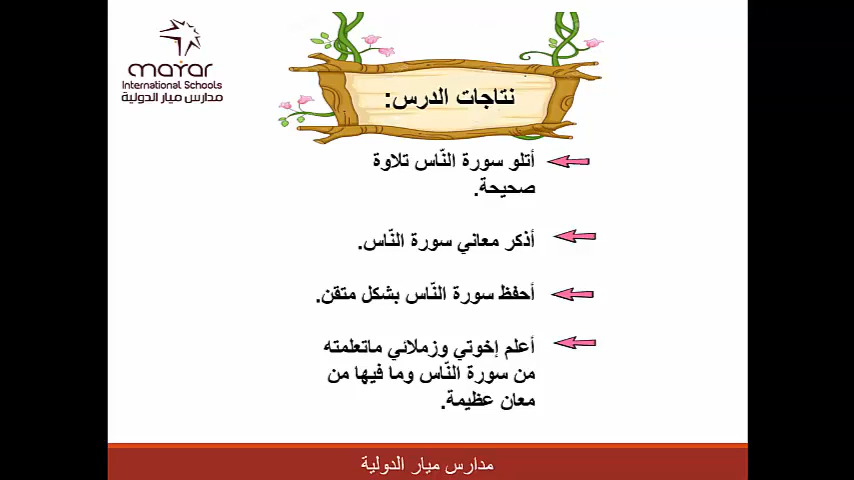 mayar
International Schools
مدارس ميار الدولية
نتاجات الدرس:
أتلو سورة النّاس تلاوة
صحيحة.
أذكر معاني سورة النّاس.
أحفظ سورة النّاس بشكل متقن.
أعلم إخوتي وزملائي ماتعلمته
من سورة النّاس وما فيها من
معان عظيمة.
مدارس ميار الدولية